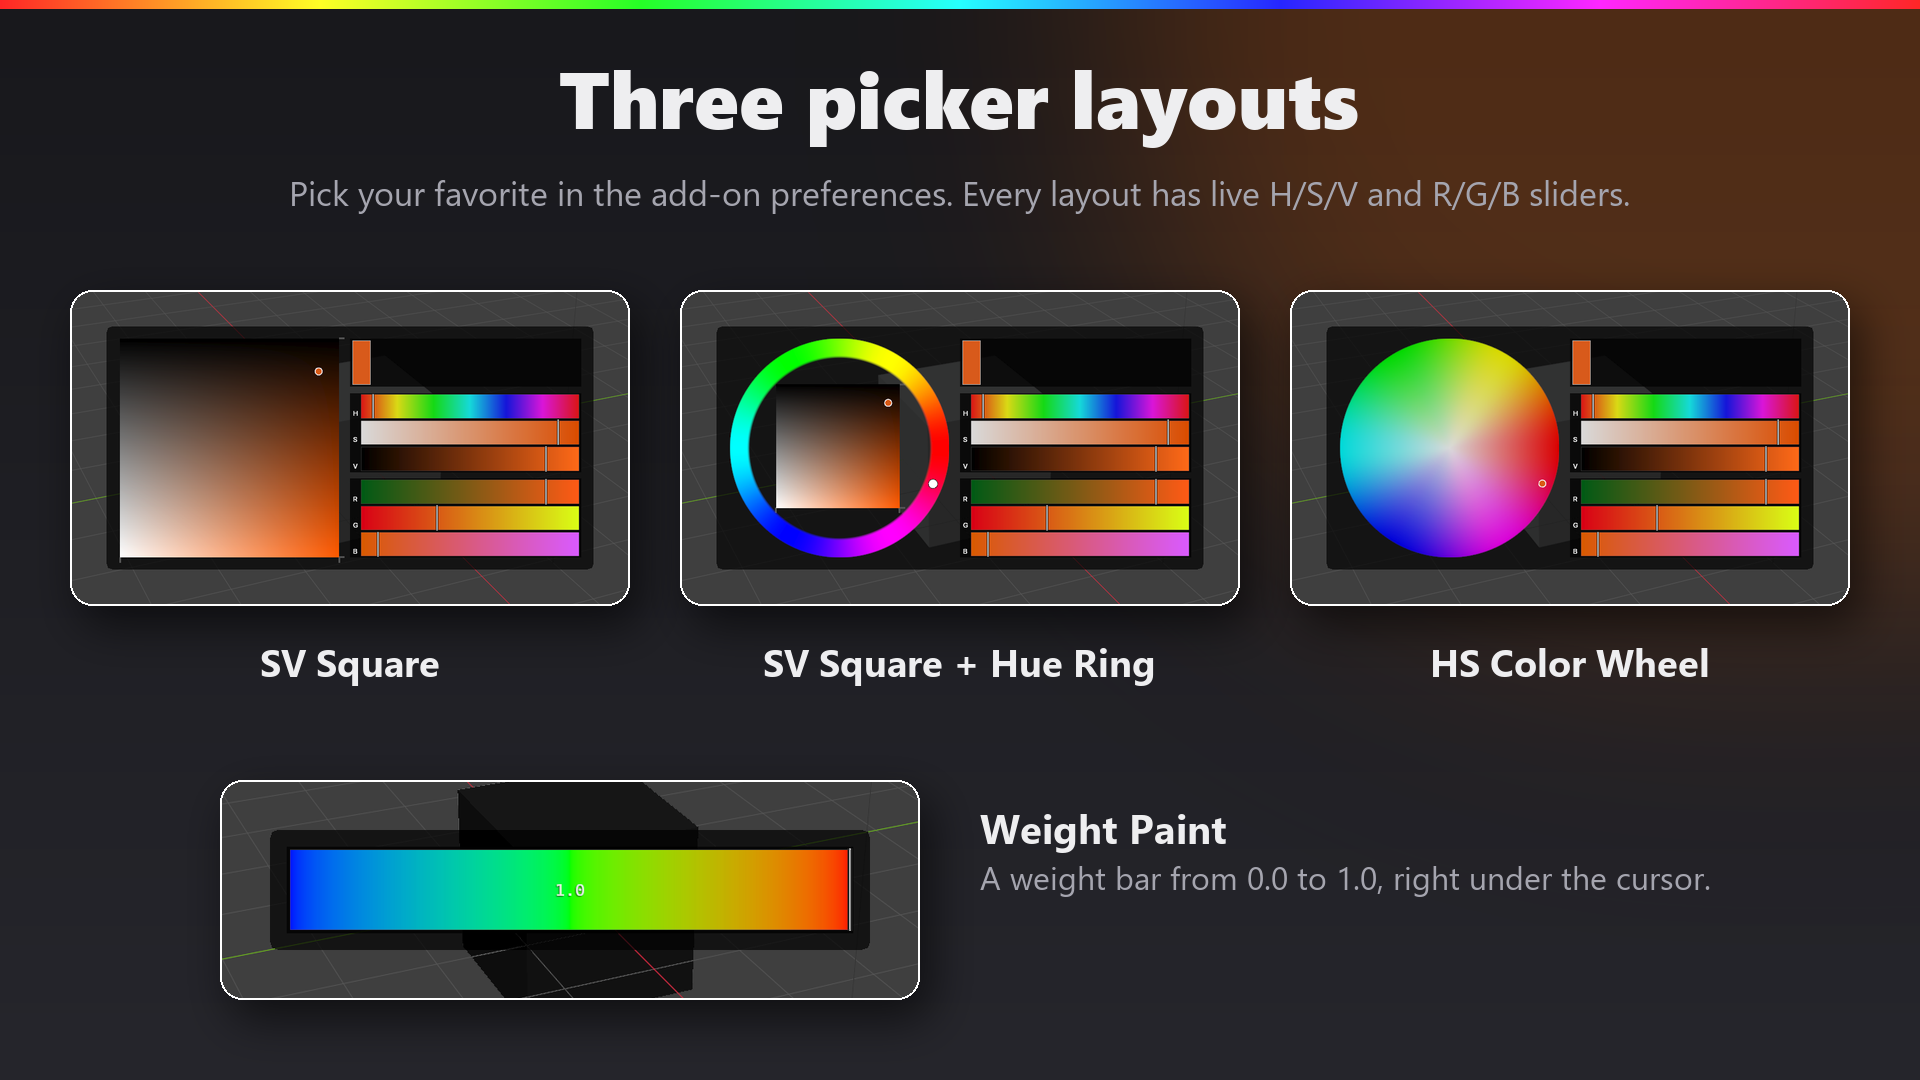 Three picker layouts
Pick your favorite in the add-on preferences. Every layout has live H/S/V and R/G/B sliders.
H
S
V
R
G
B
H
S
V
R
G
B
H
S
V
R
G
B
SV Square
SV Square + Hue Ring
HS Color Wheel
1.0
Weight Paint
A weight bar from 0.0 to 1.0, right under the cursor.